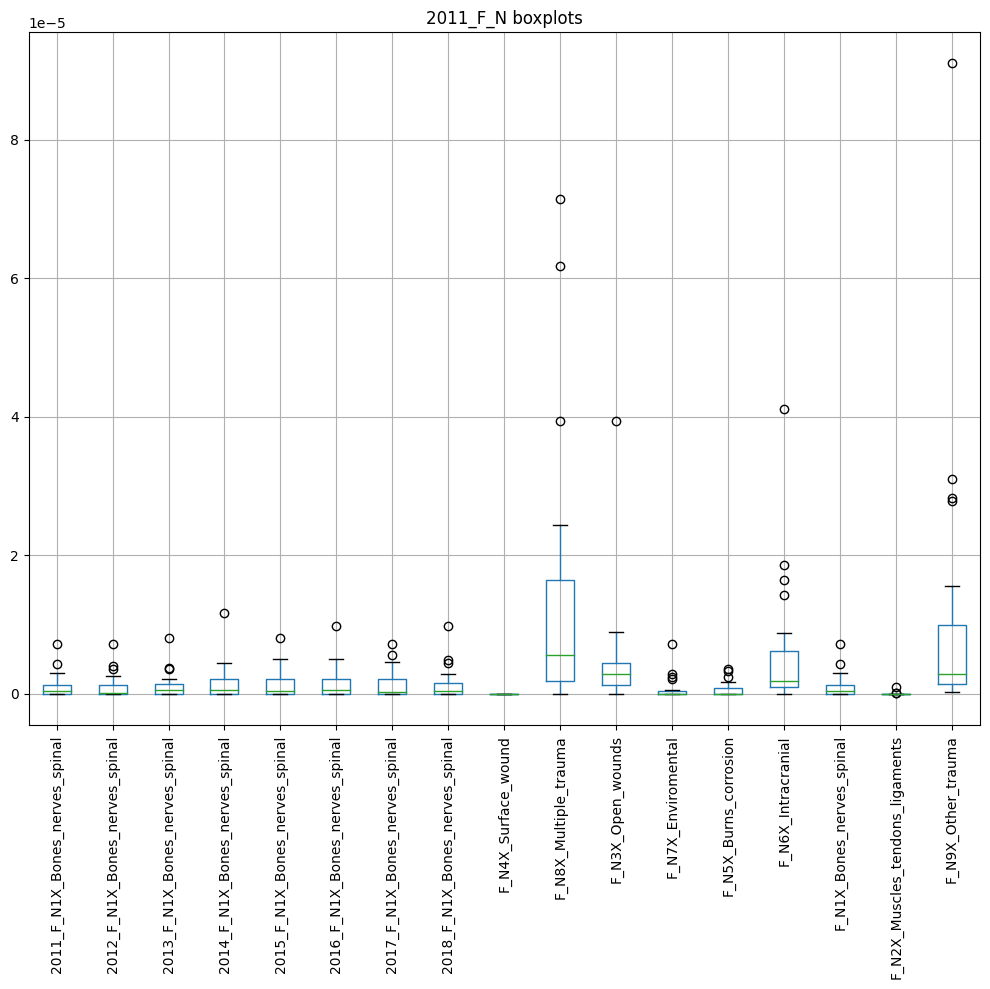 2011_F_N boxplots
1e−5
8
6
4
2
0
2011_F_N1X_Bones_nerves_spinal
2012_F_N1X_Bones_nerves_spinal
2013_F_N1X_Bones_nerves_spinal
2014_F_N1X_Bones_nerves_spinal
2015_F_N1X_Bones_nerves_spinal
2016_F_N1X_Bones_nerves_spinal
2017_F_N1X_Bones_nerves_spinal
2018_F_N1X_Bones_nerves_spinal
F_N4X_Surface_wound
F_N8X_Multiple_trauma
F_N3X_Open_wounds
F_N7X_Enviromental
F_N5X_Burns_corrosion
F_N6X_Intracranial
F_N1X_Bones_nerves_spinal
F_N2X_Muscles_tendons_ligaments
F_N9X_Other_trauma